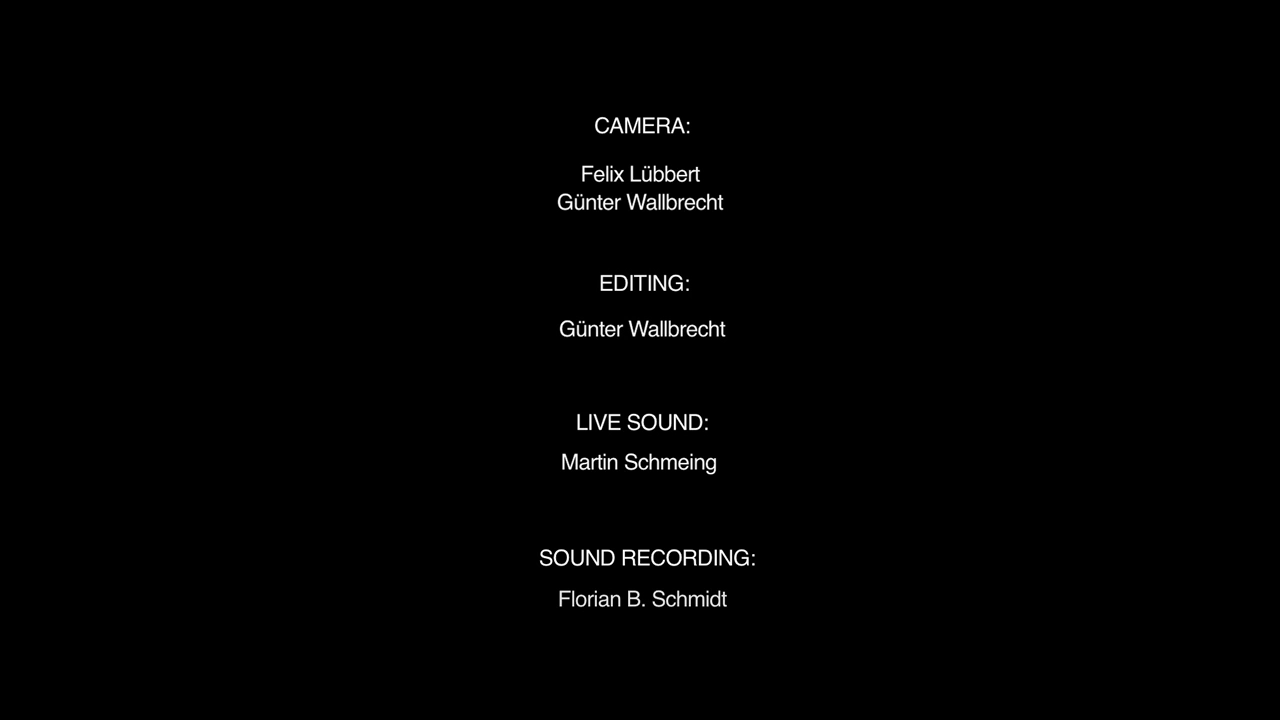 CAMERA:
Felix Lübbert
Günter Wallbrecht
EDITING:
Günter Wallbrecht
LIVE SOUND:
Martin Schmeing
SOUND RECORDING:
Florian B. Schmidt